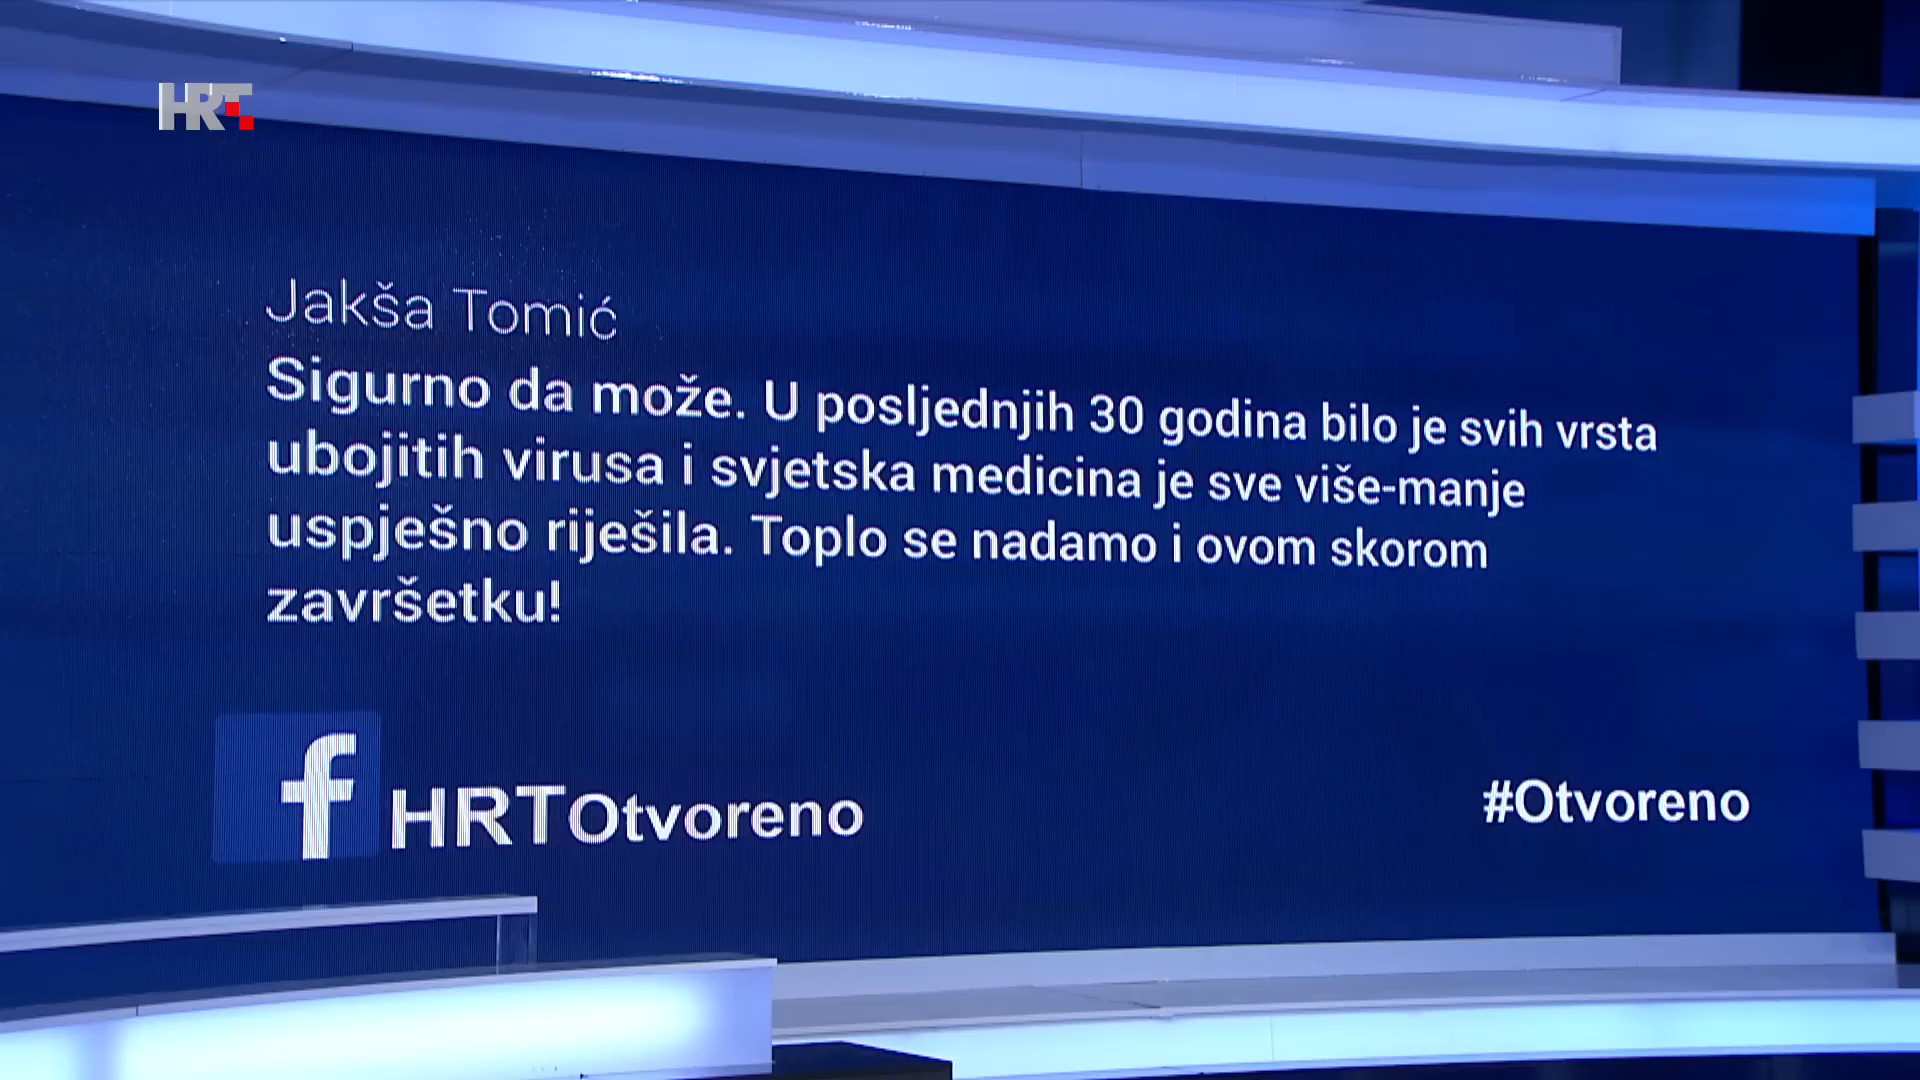 HRT
Jakša Tomić
Sigurno da može. U posljednjih 30 godina bilo je svih vrsta
ubojitih virusa i svjetska medicina je sve više-manje
uspješno riješila. Toplo se nadamo i ovom skorom
završetku!
f HRTOtvoreno
#Otvoreno